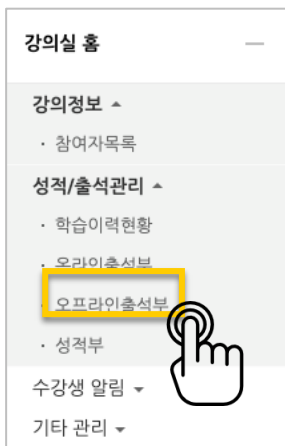 강의실 홈
강의정보
· 참여자목록
성적/출석관리
· 학습이력현황
· 온라인출석부
· 오프라인출석부
· 성적부
수강생 알림
기타 관리